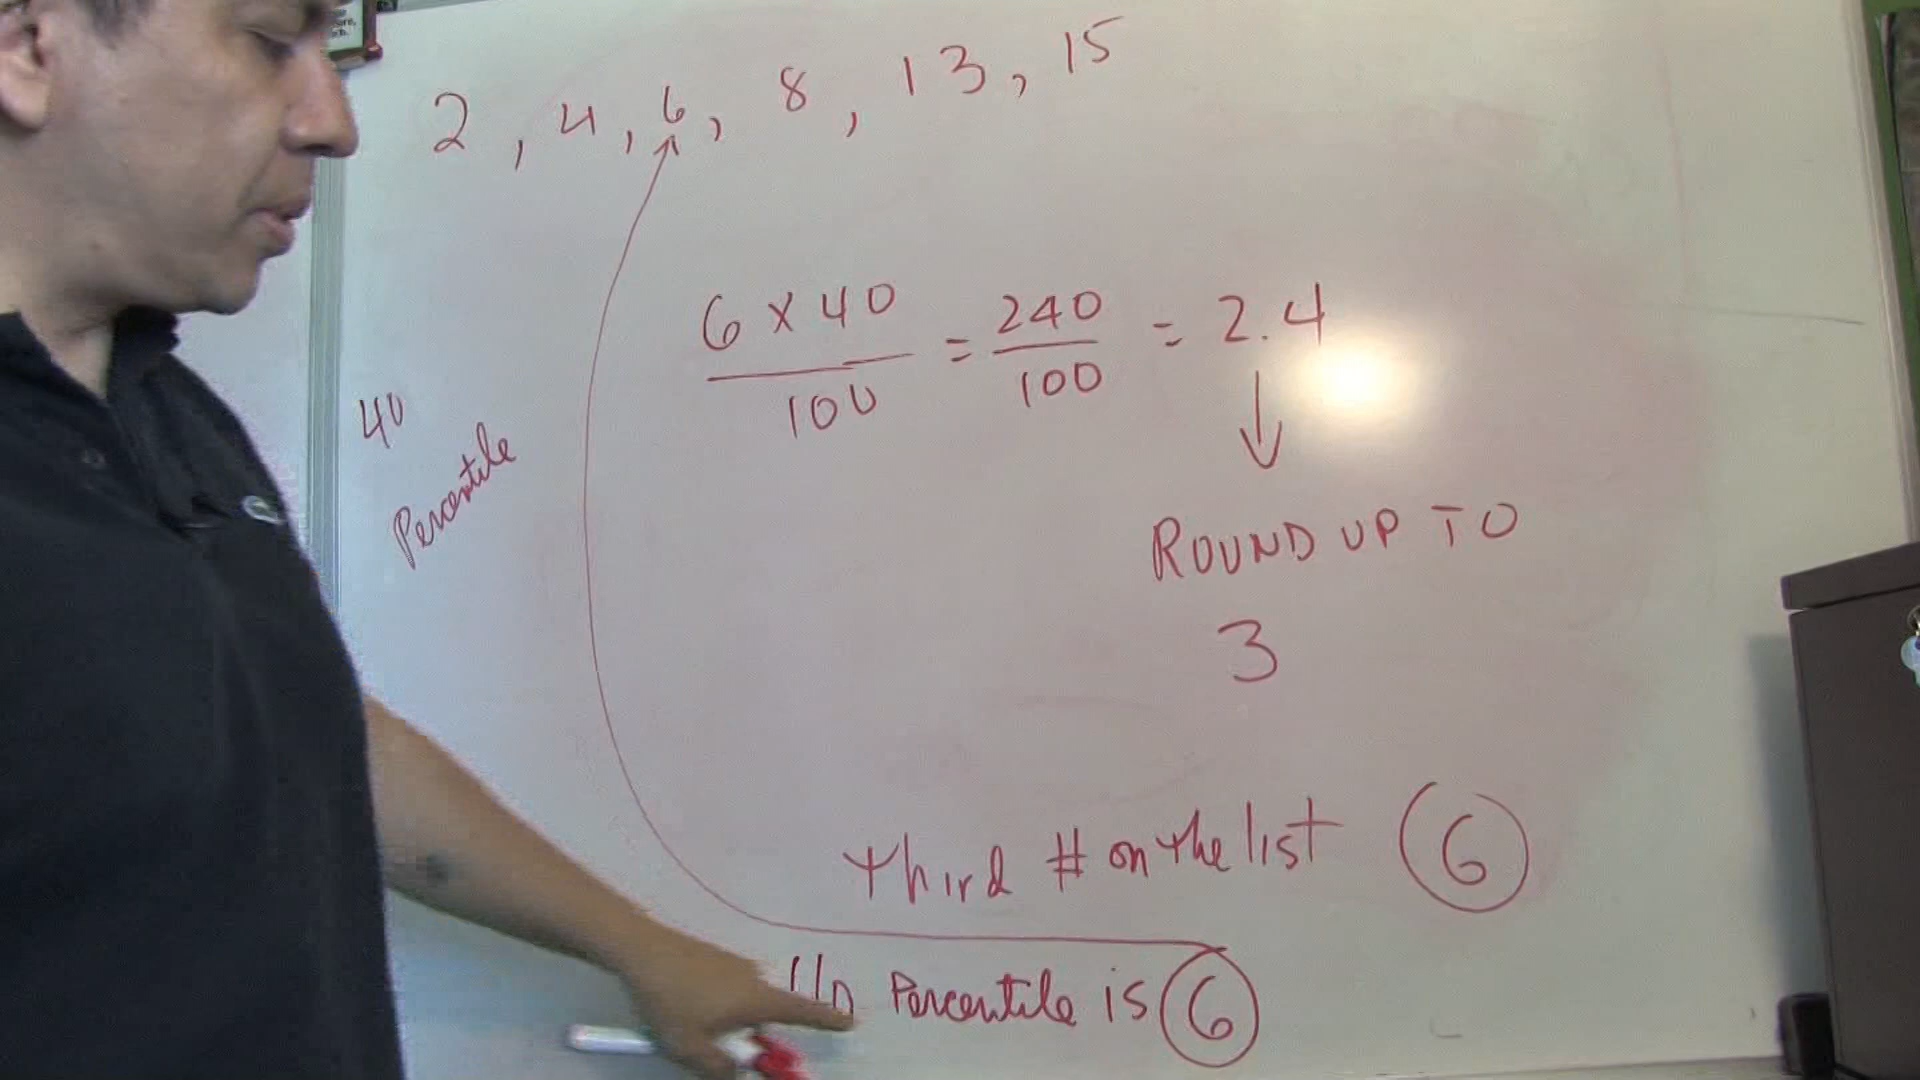 2 , 4 , 6 , 8 , 13 , 15
6 x 40 / 100 = 240 / 100 = 2.4
40
Percentile
ROUND UP TO
3
third # on the list 6
40 Percentile is 6